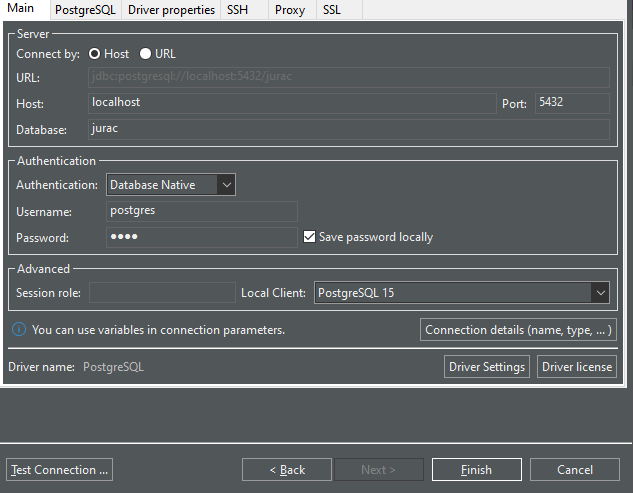 Main PostgreSQL Driver properties SSH Proxy SSL
Server
Connect by: Host URL
URL: jdbc:postgresql://localhost:5432/jurac
Host: localhost Port: 5432
Database: jurac
Authentication
Authentication: Database Native
Username: postgres
Password: ●●●● Save password locally
Advanced
Session role: Local Client: PostgreSQL 15
You can use variables in connection parameters. Connection details (name, type, ... )
Driver name: PostgreSQL Driver Settings Driver license
Test Connection ... < Back Next > Finish Cancel